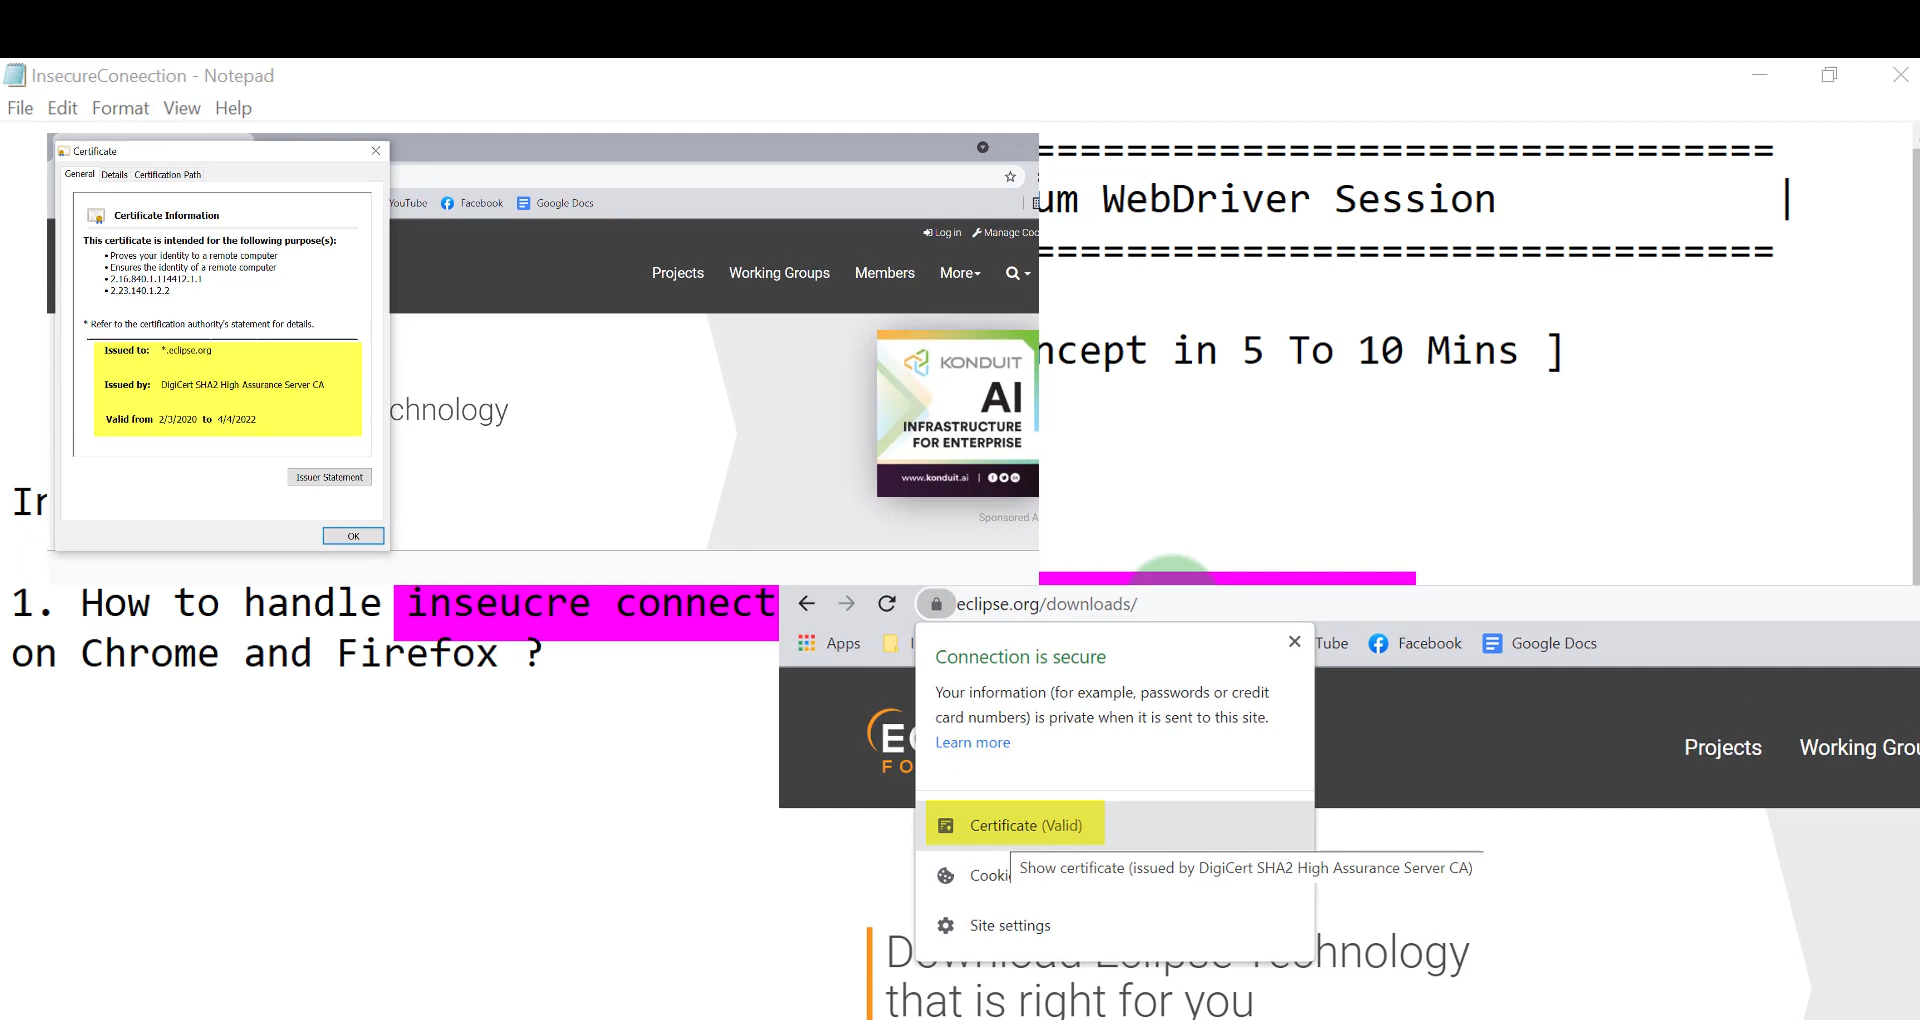 InsecureConeection - Notepad
File Edit Format View Help
==============================
um WebDriver Session |
==============================
ncept in 5 To 10 Mins ]
Certificate
General Details Certification Path
Certificate Information
This certificate is intended for the following purpose(s):
• Proves your identity to a remote computer
• Ensures the identity of a remote computer
• 2.16.840.1.114412.1.1
• 2.23.140.1.2.2
* Refer to the certification authority's statement for details.
Issued to: *.eclipse.org
Issued by: DigiCert SHA2 High Assurance Server CA
Valid from 2/3/2020 to 4/4/2022
Issuer Statement
OK
YouTube Facebook Google Docs
Log in Manage Coo
Projects Working Groups Members More
chnology
KONDUIT
AI
INFRASTRUCTURE
FOR ENTERPRISE
www.konduit.ai |
Sponsored A
In
1. How to handle inseucre connect
on Chrome and Firefox ?
eclipse.org/downloads/
Apps Tube Facebook Google Docs
Connection is secure
Your information (for example, passwords or credit
card numbers) is private when it is sent to this site.
Learn more
Certificate (Valid)
Cooki
Show certificate (issued by DigiCert SHA2 High Assurance Server CA)
Site settings
EC
FO
Projects Working Grou
Download Eclipse Technology
that is right for you